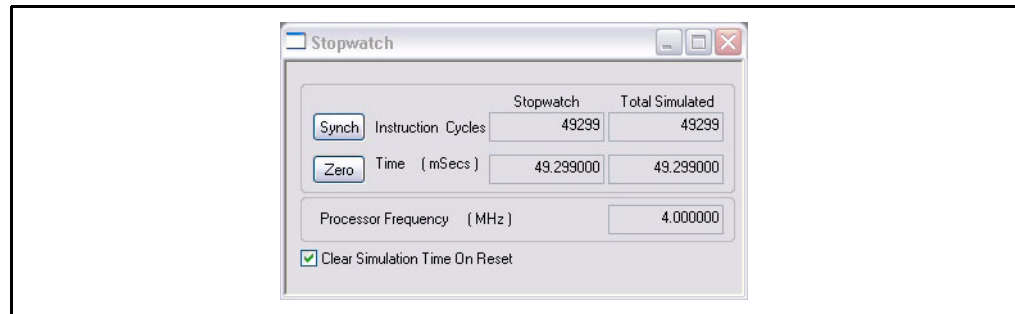 Stopwatch
Stopwatch Total Simulated
Synch Instruction Cycles 49299 49299
Zero Time ( mSecs ) 49.299000 49.299000
Processor Frequency ( MHz ) 4.000000
Clear Simulation Time On Reset